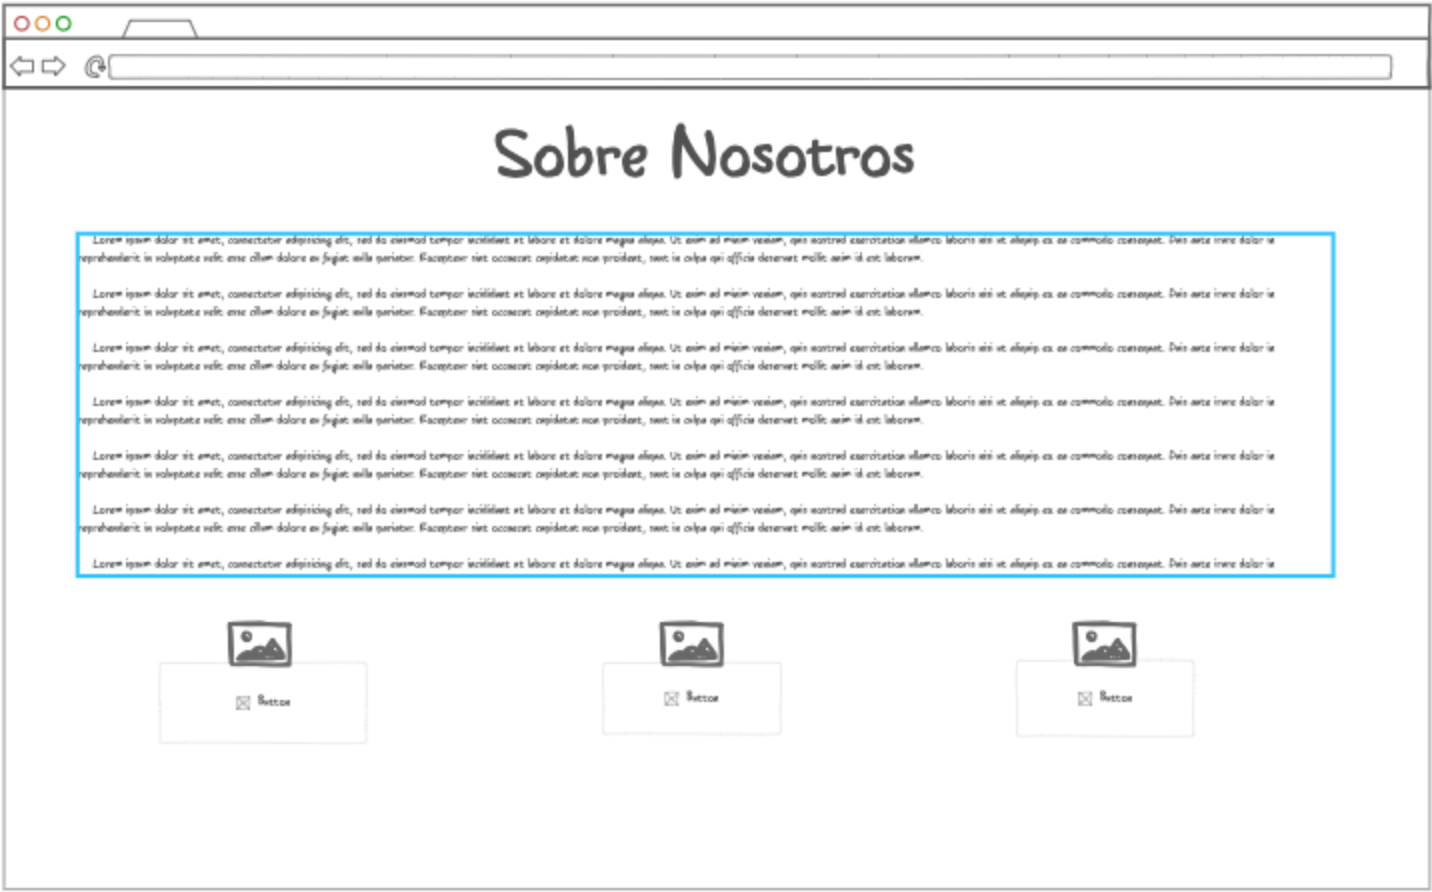 Sobre Nosotros
Lorem ipsum dolor sit amet, consectetur adipisicing elit, sed do eiusmod tempor incididunt ut labore et dolore magna aliqua. Ut enim ad minim veniam, quis nostrud exercitation ullamco laboris nisi ut aliquip ex ea commodo consequat. Duis aute irure dolor in
reprehenderit in voluptate velit esse cillum dolore eu fugiat nulla pariatur. Excepteur sint occaecat cupidatat non proident, sunt in culpa qui officia deserunt mollit anim id est laborum.
Lorem ipsum dolor sit amet, consectetur adipisicing elit, sed do eiusmod tempor incididunt ut labore et dolore magna aliqua. Ut enim ad minim veniam, quis nostrud exercitation ullamco laboris nisi ut aliquip ex ea commodo consequat. Duis aute irure dolor in
reprehenderit in voluptate velit esse cillum dolore eu fugiat nulla pariatur. Excepteur sint occaecat cupidatat non proident, sunt in culpa qui officia deserunt mollit anim id est laborum.
Lorem ipsum dolor sit amet, consectetur adipisicing elit, sed do eiusmod tempor incididunt ut labore et dolore magna aliqua. Ut enim ad minim veniam, quis nostrud exercitation ullamco laboris nisi ut aliquip ex ea commodo consequat. Duis aute irure dolor in
reprehenderit in voluptate velit esse cillum dolore eu fugiat nulla pariatur. Excepteur sint occaecat cupidatat non proident, sunt in culpa qui officia deserunt mollit anim id est laborum.
Lorem ipsum dolor sit amet, consectetur adipisicing elit, sed do eiusmod tempor incididunt ut labore et dolore magna aliqua. Ut enim ad minim veniam, quis nostrud exercitation ullamco laboris nisi ut aliquip ex ea commodo consequat. Duis aute irure dolor in
reprehenderit in voluptate velit esse cillum dolore eu fugiat nulla pariatur. Excepteur sint occaecat cupidatat non proident, sunt in culpa qui officia deserunt mollit anim id est laborum.
Lorem ipsum dolor sit amet, consectetur adipisicing elit, sed do eiusmod tempor incididunt ut labore et dolore magna aliqua. Ut enim ad minim veniam, quis nostrud exercitation ullamco laboris nisi ut aliquip ex ea commodo consequat. Duis aute irure dolor in
reprehenderit in voluptate velit esse cillum dolore eu fugiat nulla pariatur. Excepteur sint occaecat cupidatat non proident, sunt in culpa qui officia deserunt mollit anim id est laborum.
Lorem ipsum dolor sit amet, consectetur adipisicing elit, sed do eiusmod tempor incididunt ut labore et dolore magna aliqua. Ut enim ad minim veniam, quis nostrud exercitation ullamco laboris nisi ut aliquip ex ea commodo consequat. Duis aute irure dolor in
reprehenderit in voluptate velit esse cillum dolore eu fugiat nulla pariatur. Excepteur sint occaecat cupidatat non proident, sunt in culpa qui officia deserunt mollit anim id est laborum.
Lorem ipsum dolor sit amet, consectetur adipisicing elit, sed do eiusmod tempor incididunt ut labore et dolore magna aliqua. Ut enim ad minim veniam, quis nostrud exercitation ullamco laboris nisi ut aliquip ex ea commodo consequat. Duis aute irure dolor in
Button
Button
Button